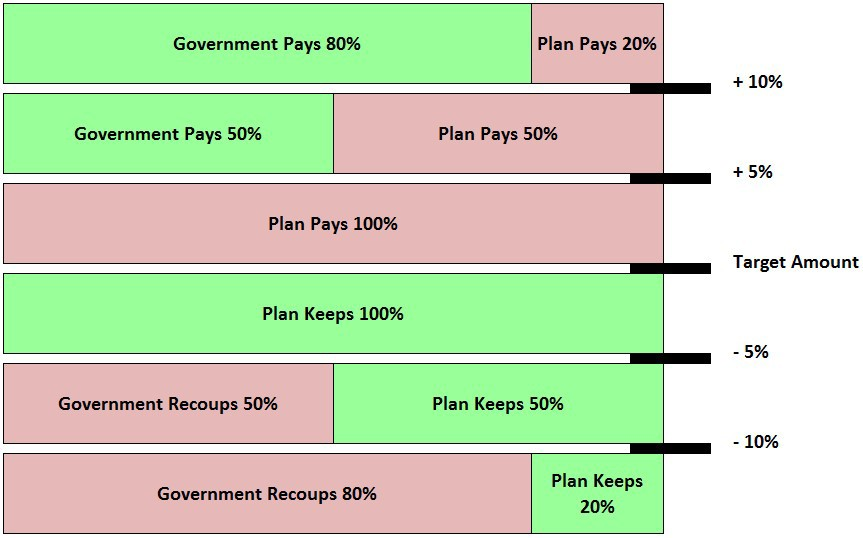 Government Pays 80%
Plan Pays 20%
+ 10%
Government Pays 50%
Plan Pays 50%
+ 5%
Plan Pays 100%
Target Amount
Plan Keeps 100%
- 5%
Government Recoups 50%
Plan Keeps 50%
- 10%
Government Recoups 80%
Plan Keeps
20%